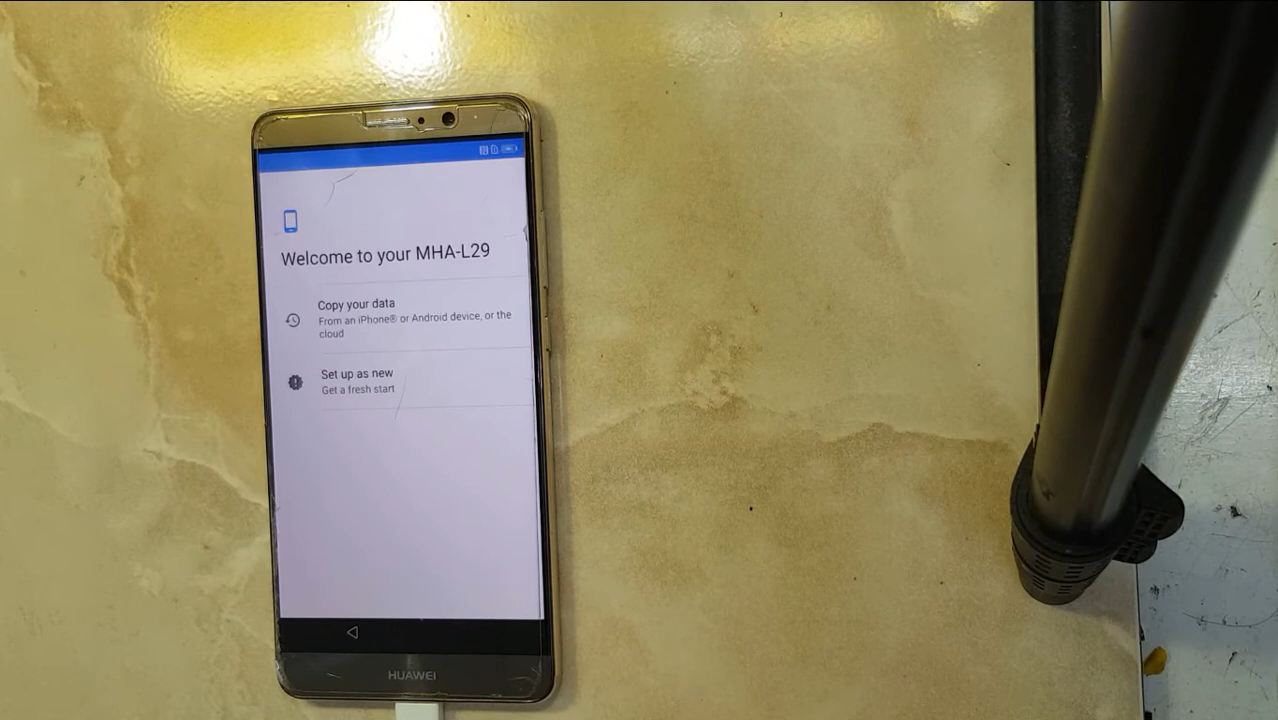 Welcome to your MHA-L29
Copy your data
From an iPhone® or Android device, or the
cloud
Set up as new
Get a fresh start
HUAWEI